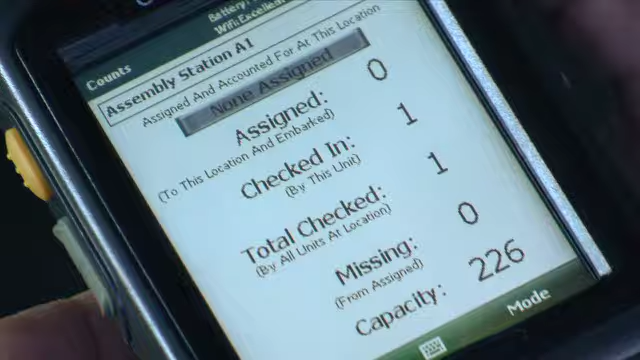 Battery:
Wifi:Excellent
Counts
Assembly Station A1
Assigned And Accounted For At This Location
None Assigned
Assigned: 0
(To This Location And Embarked)
Checked In: 1
(By This Unit)
Total Checked: 1
(By All Units At Location)
Missing: 0
(From Assigned)
Capacity: 226
Mode